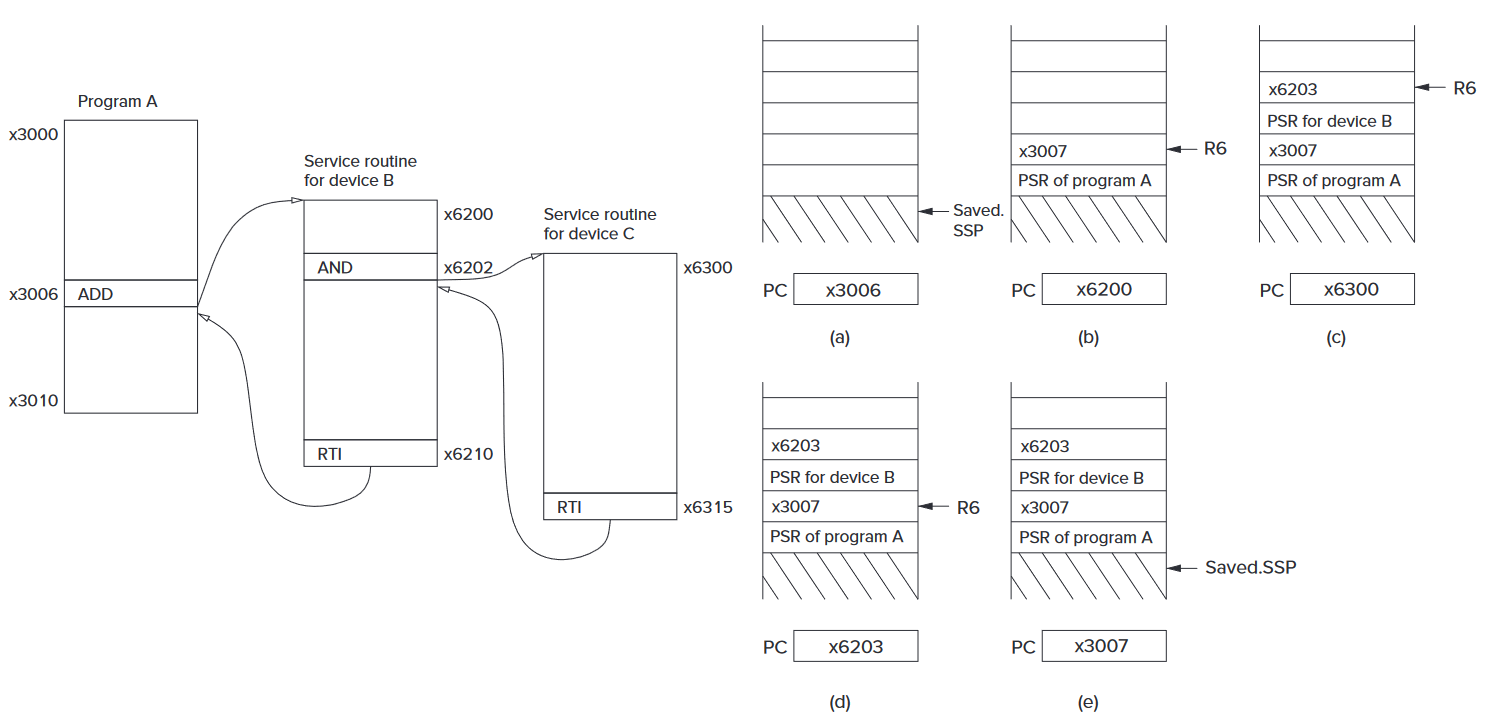 Program A
x3000
x3006
ADD
x3010
Service routine
for device B
x6200
AND
x6202
RTI
x6210
Service routine
for device C
x6300
RTI
x6315
Saved.
SSP
PC
x3006
(a)
x3007
R6
PSR of program A
PC
x6200
(b)
x6203
R6
PSR for device B
x3007
PSR of program A
PC
x6300
(c)
x6203
PSR for device B
x3007
R6
PSR of program A
PC
x6203
(d)
x6203
PSR for device B
x3007
PSR of program A
Saved.SSP
PC
x3007
(e)